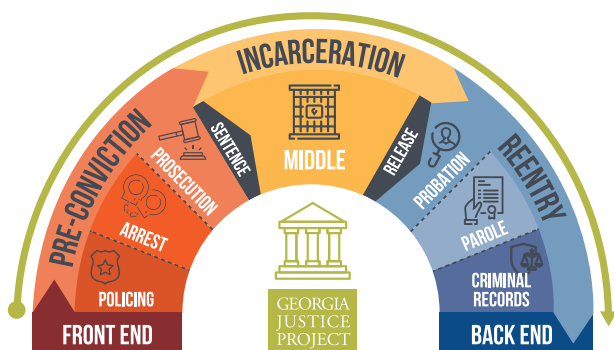 INCARCERATION
PRE-CONVICTION
REENTRY
SENTENCE
MIDDLE
RELEASE
PROSECUTION
PROBATION
ARREST
PAROLE
POLICING
CRIMINAL
RECORDS
FRONT END
GEORGIA
JUSTICE
PROJECT
BACK END